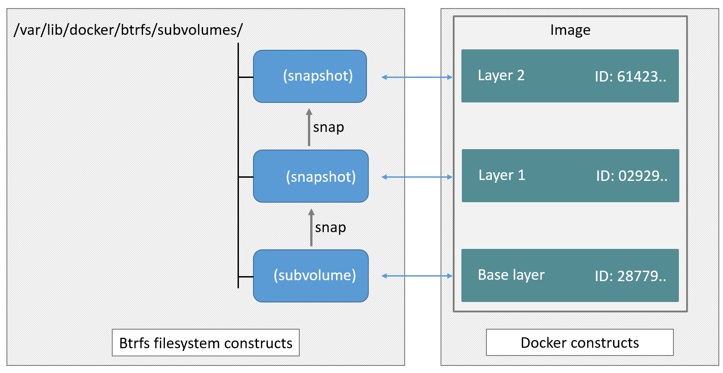 /var/lib/docker/btrfs/subvolumes/
(snapshot)
snap
(snapshot)
snap
(subvolume)
Btrfs filesystem constructs
Image
Layer 2 ID: 61423..
Layer 1 ID: 02929..
Base layer ID: 28779..
Docker constructs